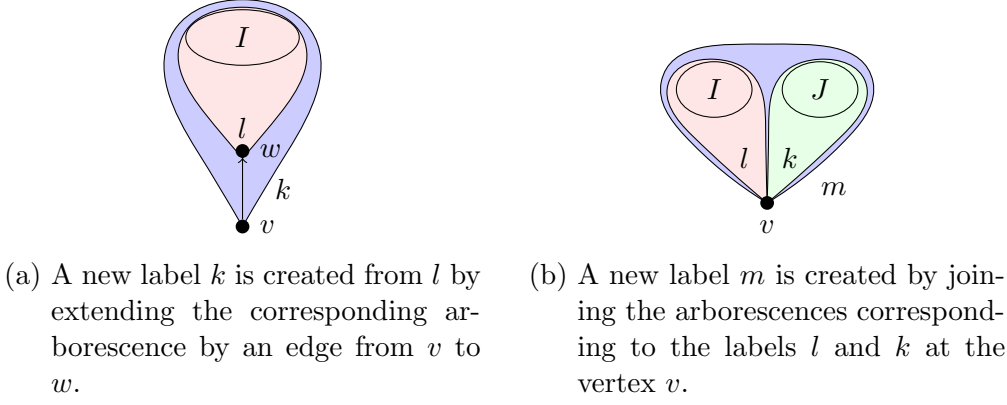 I
l
w
k
v
I
J
l
k
m
v
(a) A new label k is created from l by
extending the corresponding ar-
borescence by an edge from v to
w.
(b) A new label m is created by join-
ing the arborescences correspond-
ing to the labels l and k at the
vertex v.